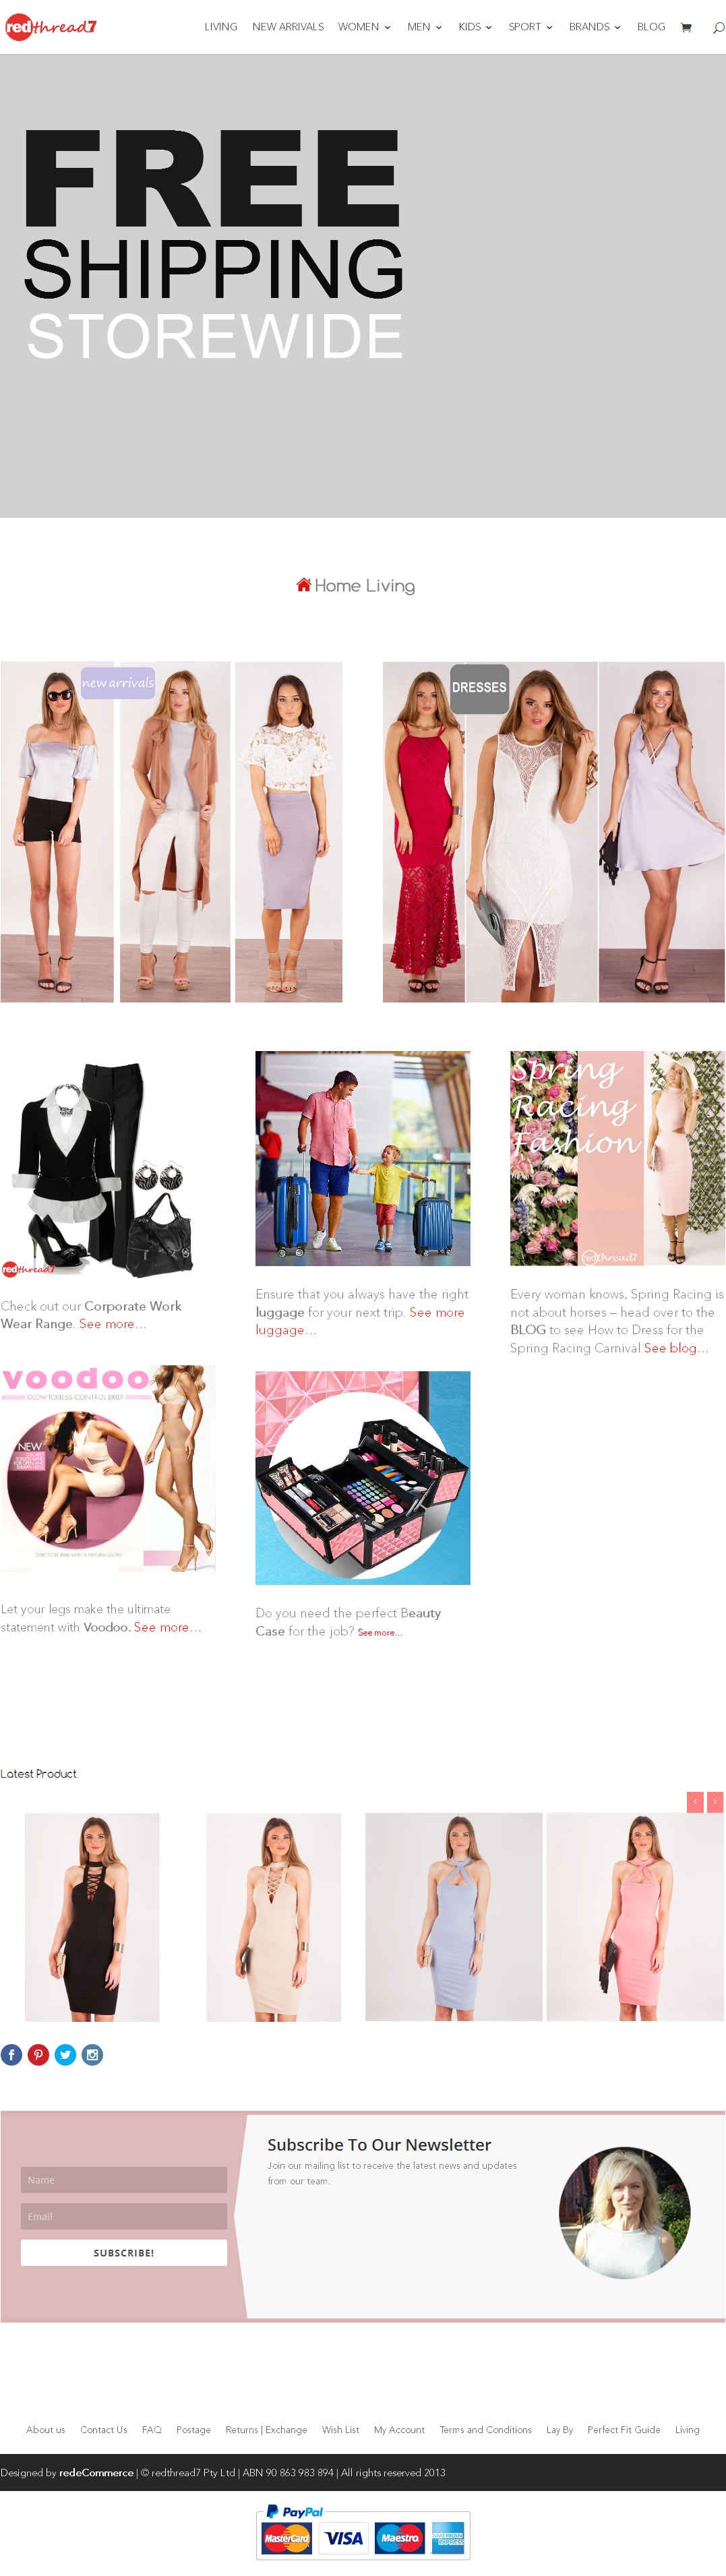 redthread7
LIVING NEW ARRIVALS WOMEN MEN KIDS SPORT BRANDS BLOG
FREE
SHIPPING
STOREWIDE
Home Living
new arrivals
DRESSES
redthread7
Check out our Corporate Work
Wear Range. See more…
Ensure that you always have the right
luggage for your next trip. See more
luggage…
Spring
Racing
Fashion
redthread7
Every woman knows, Spring Racing is
not about horses – head over to the
BLOG to see How to Dress for the
Spring Racing Carnival See blog…
voodoo
GLOW TOELESS CONTROL BRIEF
NEW
Let your legs make the ultimate
statement with Voodoo. See more…
Do you need the perfect Beauty
Case for the job? See more…
Latest Product
Name
Email
SUBSCRIBE!
Subscribe To Our Newsletter
Join our mailing list to receive the latest news and updates
from our team.
About us Contact Us FAQ Postage Returns | Exchange Wish List My Account Terms and Conditions Lay By Perfect Fit Guide Living
Designed by redeCommerce | © redthread7 Pty Ltd | ABN 90 863 983 894 | All rights reserved 2013
PayPal
MasterCard VISA Maestro AMERICAN EXPRESS